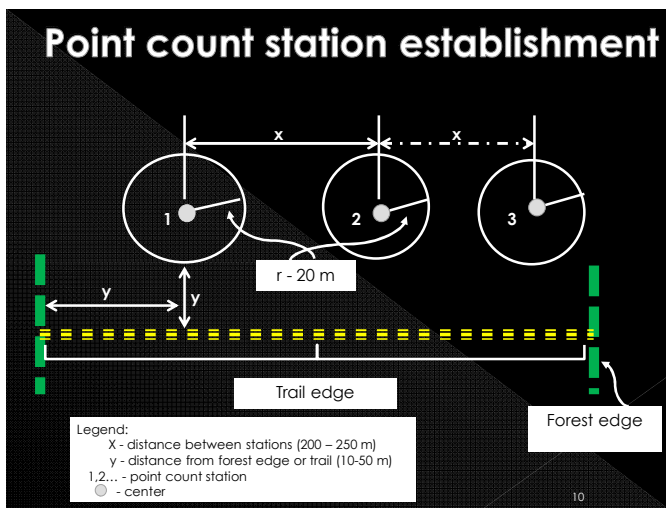 Point count station establishment
x
x
1
2
3
r - 20 m
y
y
Trail edge
Forest edge
Legend:
X - distance between stations (200 – 250 m)
y - distance from forest edge or trail (10-50 m)
1,2... - point count station
- center
10